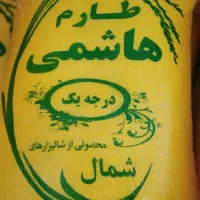 طارم
هاشمی
درجه یک
محصولی از شالیزارهای
شمال